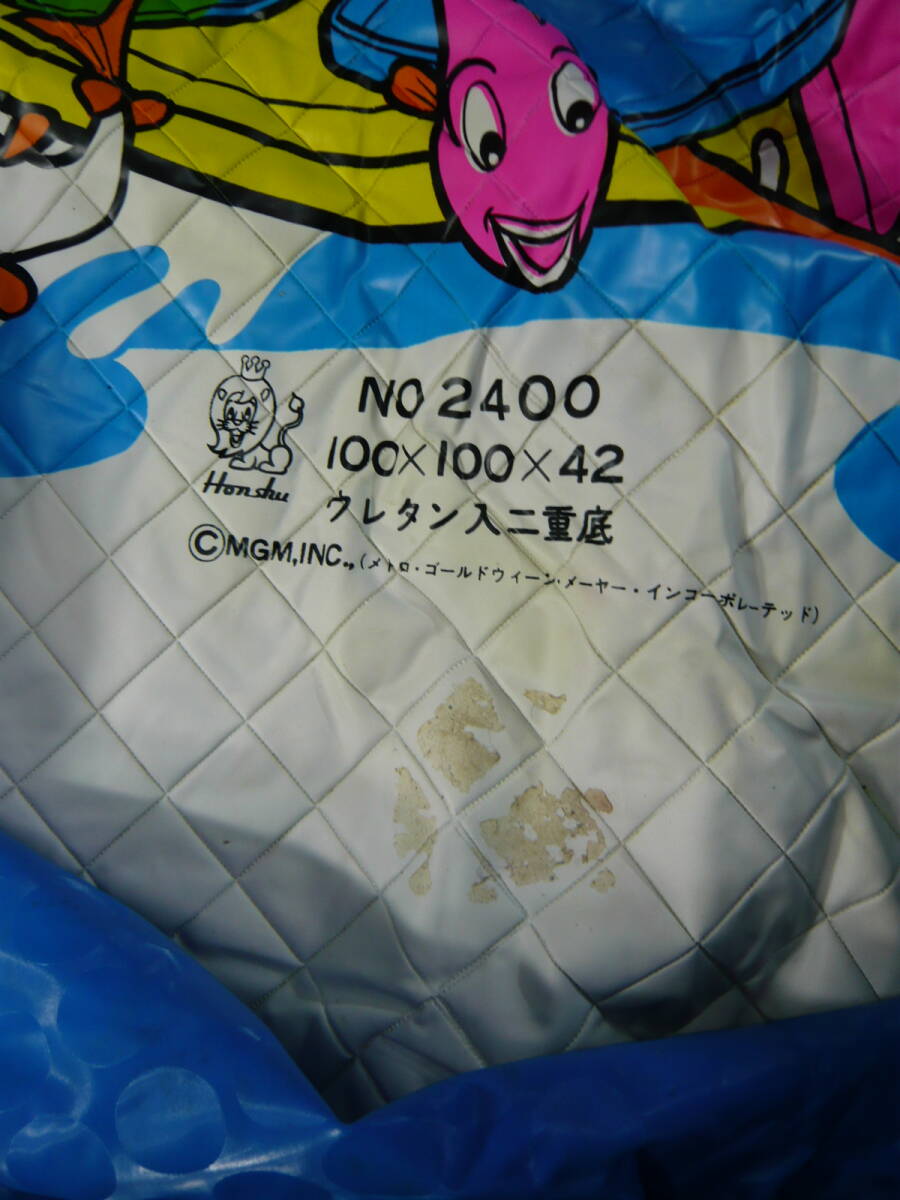 NO 2400
100×100×42
Honshu
ウレタン入二重底
©MGM,INC.,(メトロ・ゴールドウィーン・メーヤー・インコーポレーテッド)